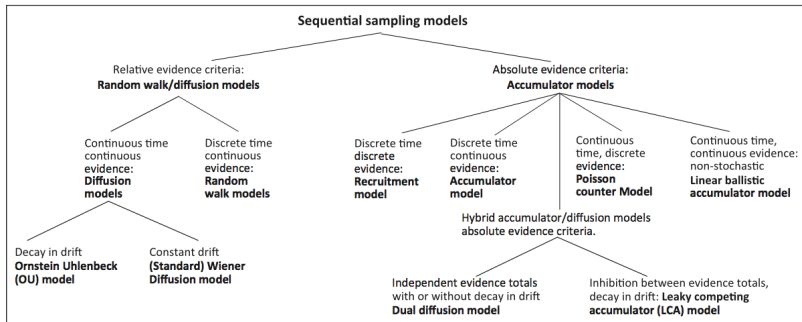 Sequential sampling models
Relative evidence criteria:
Random walk/diffusion models
Absolute evidence criteria:
Accumulator models
Continuous time
continuous
evidence:
Diffusion
models
Discrete time
continuous
evidence:
Random
walk models
Discrete time
discrete
evidence:
Recruitment
model
Discrete time
continuous
evidence:
Accumulator
model
Continuous
time, discrete
evidence:
Poisson
counter Model
Continuous time,
continuous evidence:
non-stochastic
Linear ballistic
accumulator model
Hybrid accumulator/diffusion models
absolute evidence criteria.
Decay in drift
Ornstein Uhlenbeck
(OU) model
Constant drift
(Standard) Wiener
Diffusion model
Independent evidence totals
with or without decay in drift
Dual diffusion model
Inhibition between evidence totals,
decay in drift: Leaky competing
accumulator (LCA) model